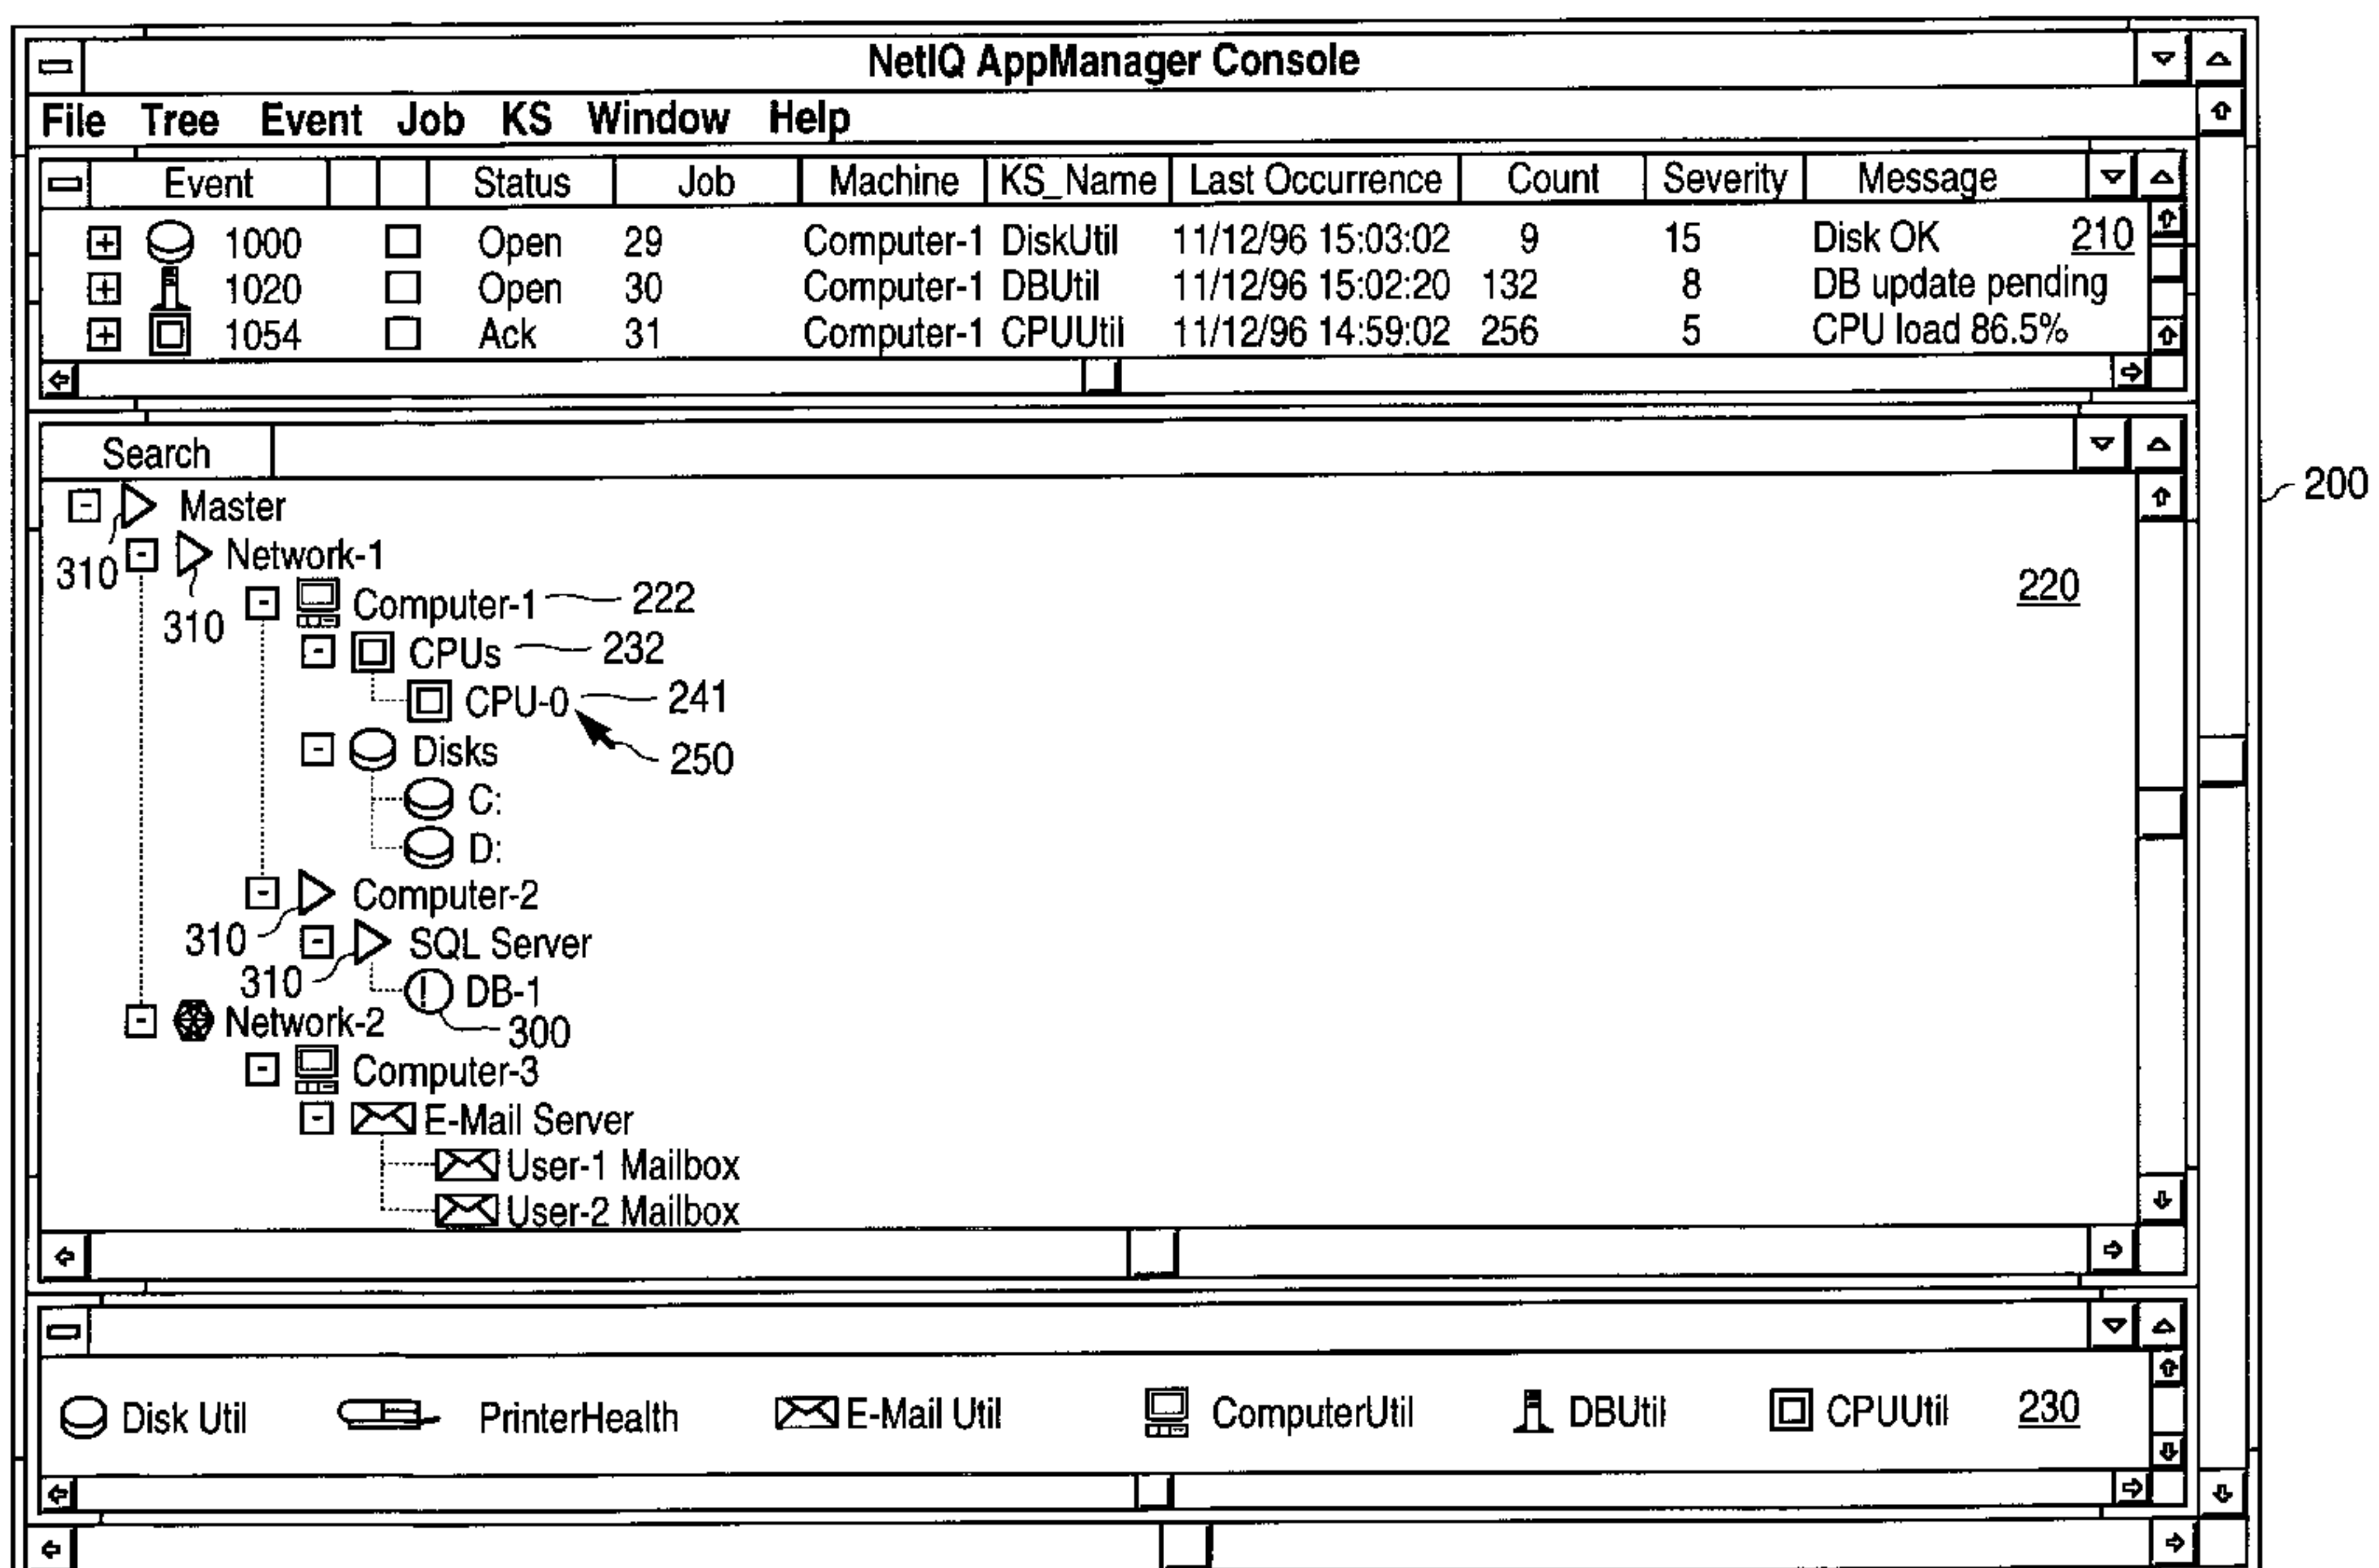 NetIQ AppManager Console
File Tree Event Job KS Window Help
Event Status Job Machine KS_Name Last Occurrence Count Severity Message
1000 Open 29 Computer-1 DiskUtil 11/12/96 15:03:02 9 15 Disk OK 210
1020 Open 30 Computer-1 DBUtil 11/12/96 15:02:20 132 8 DB update pending
1054 Ack 31 Computer-1 CPUUtil 11/12/96 14:59:02 256 5 CPU load 86.5%
Search
200
Master
310 Network-1
310
220
Computer-1 222
CPUs 232
CPU-0 241
Disks 250
C:
D:
Computer-2
310 SQL Server
310 DB-1
Network-2 300
Computer-3
E-Mail Server
User-1 Mailbox
User-2 Mailbox
Disk Util PrinterHealth E-Mail Util ComputerUtil DBUtil CPUUtil 230